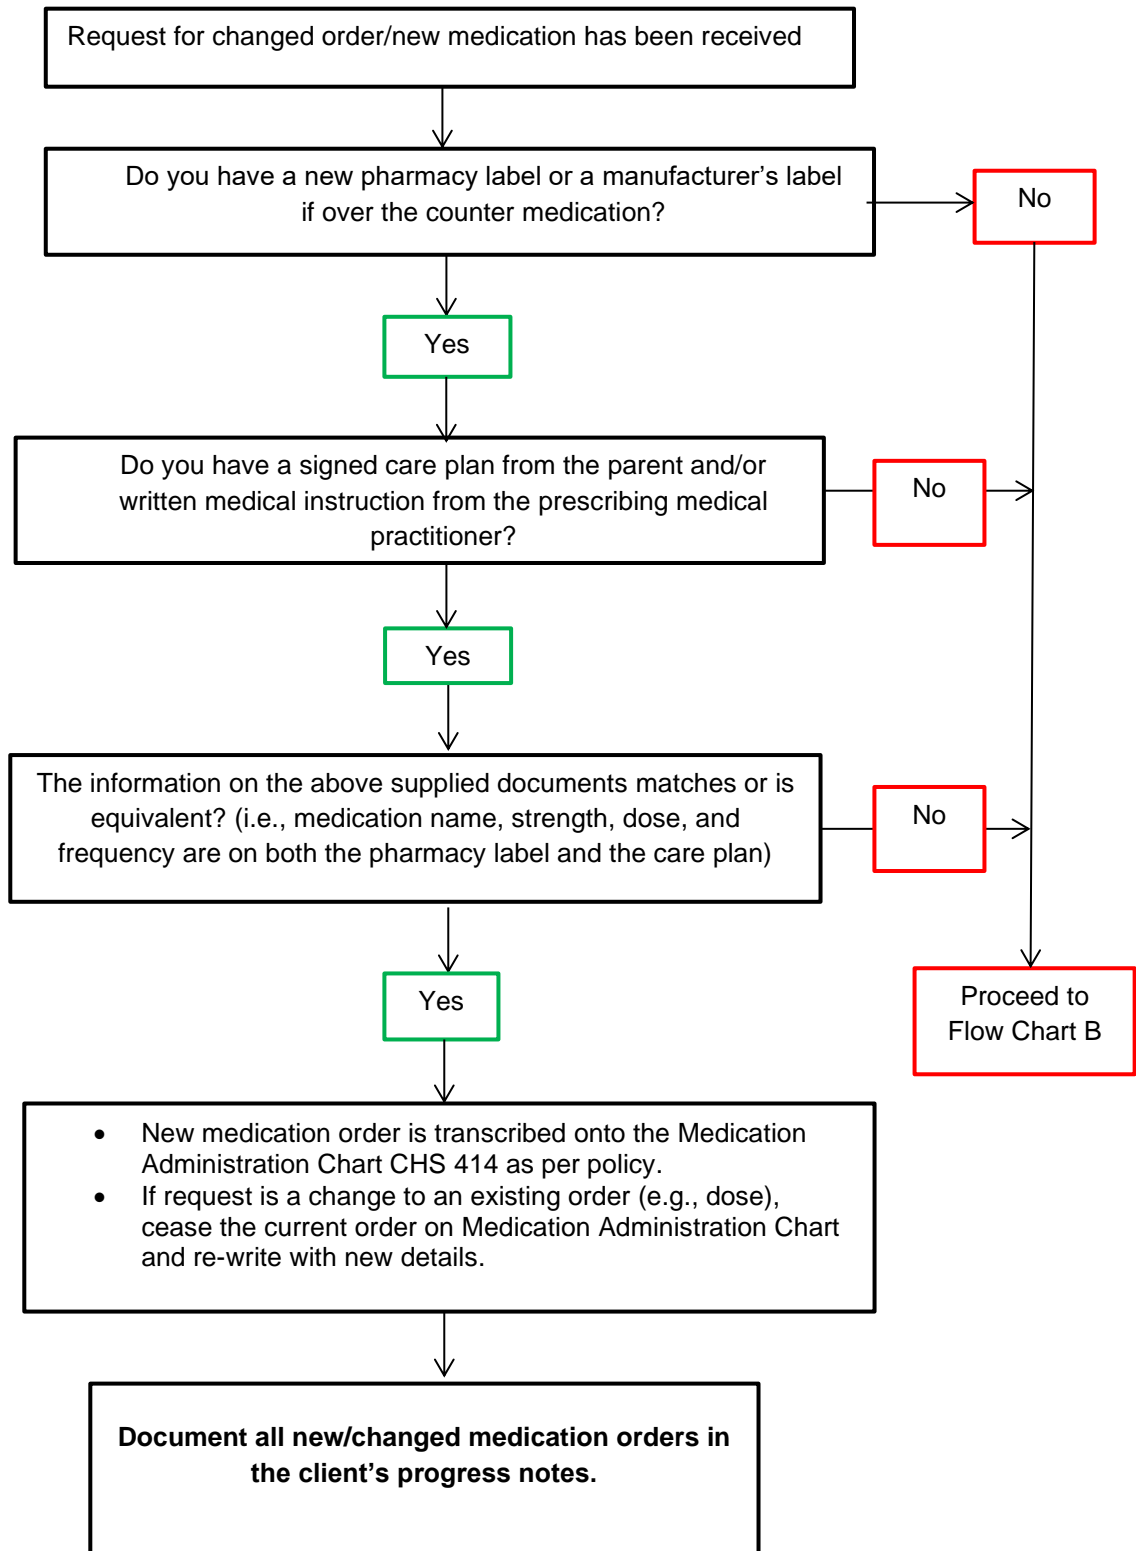 Request for changed order/new medication has been received
Do you have a new pharmacy label or a manufacturer's label
if over the counter medication?
No
Yes
Do you have a signed care plan from the parent and/or
written medical instruction from the prescribing medical
practitioner?
No
Yes
The information on the above supplied documents matches or is
equivalent? (i.e., medication name, strength, dose, and
frequency are on both the pharmacy label and the care plan)
No
Yes
Proceed to
Flow Chart B
• New medication order is transcribed onto the Medication
Administration Chart CHS 414 as per policy.
• If request is a change to an existing order (e.g., dose),
cease the current order on Medication Administration Chart
and re-write with new details.
Document all new/changed medication orders in
the client's progress notes.